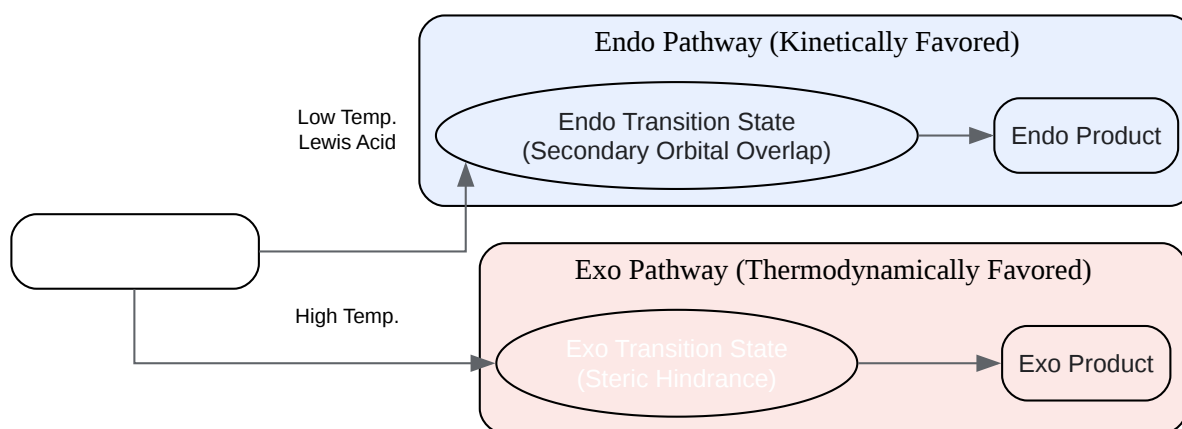 Endo Pathway (Kinetically Favored)
Low Temp.
Lewis Acid
Endo Transition State
(Secondary Orbital Overlap)
Endo Product
Exo Pathway (Thermodynamically Favored)
High Temp.
Exo Transition State
(Steric Hindrance)
Exo Product